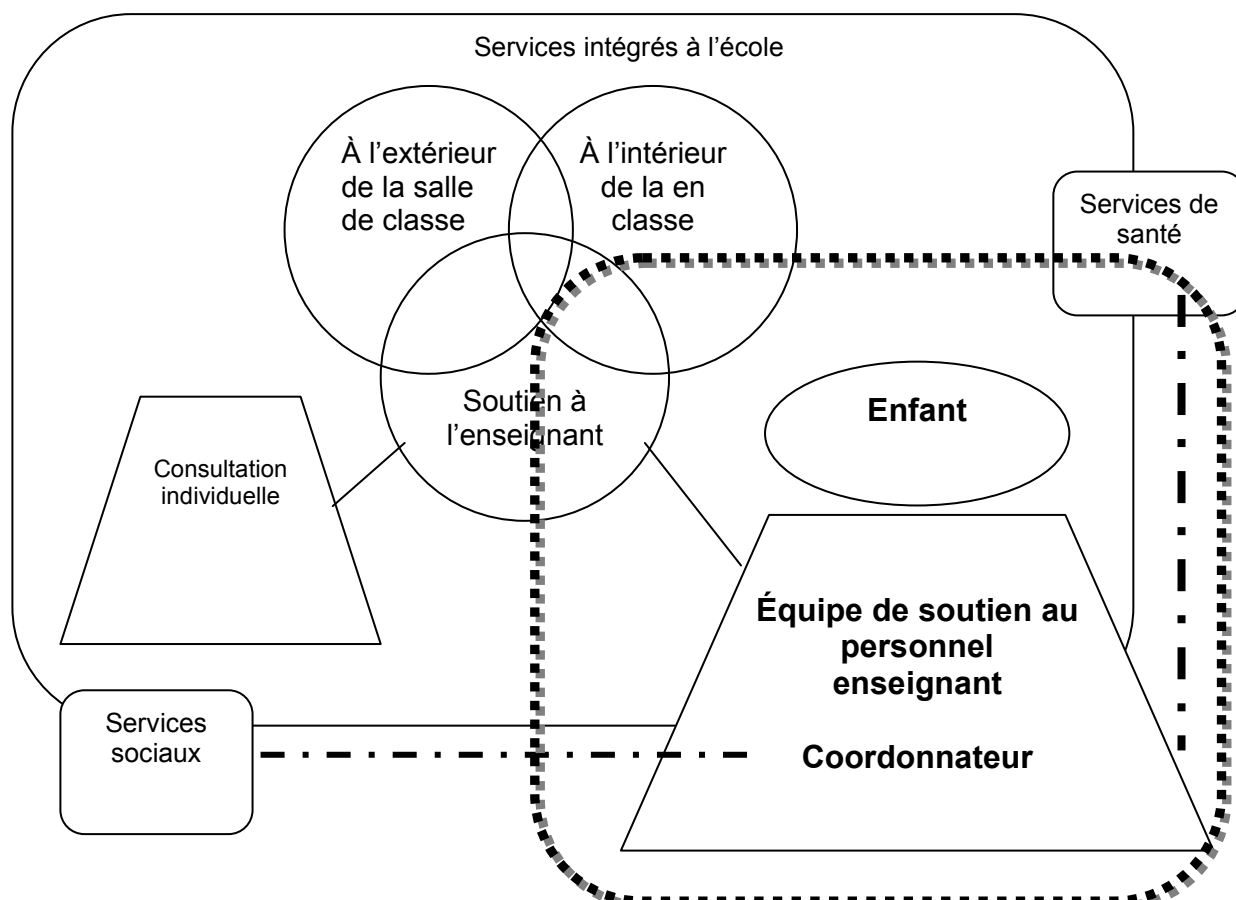 Services intégrés à l’école
À l’extérieur
de la salle
de classe
À l’intérieur
de la en
classe
Services de
santé
Soutien à
l’enseignant
Enfant
Consultation
individuelle
Équipe de soutien au
personnel
enseignant
Services
sociaux
Coordonnateur